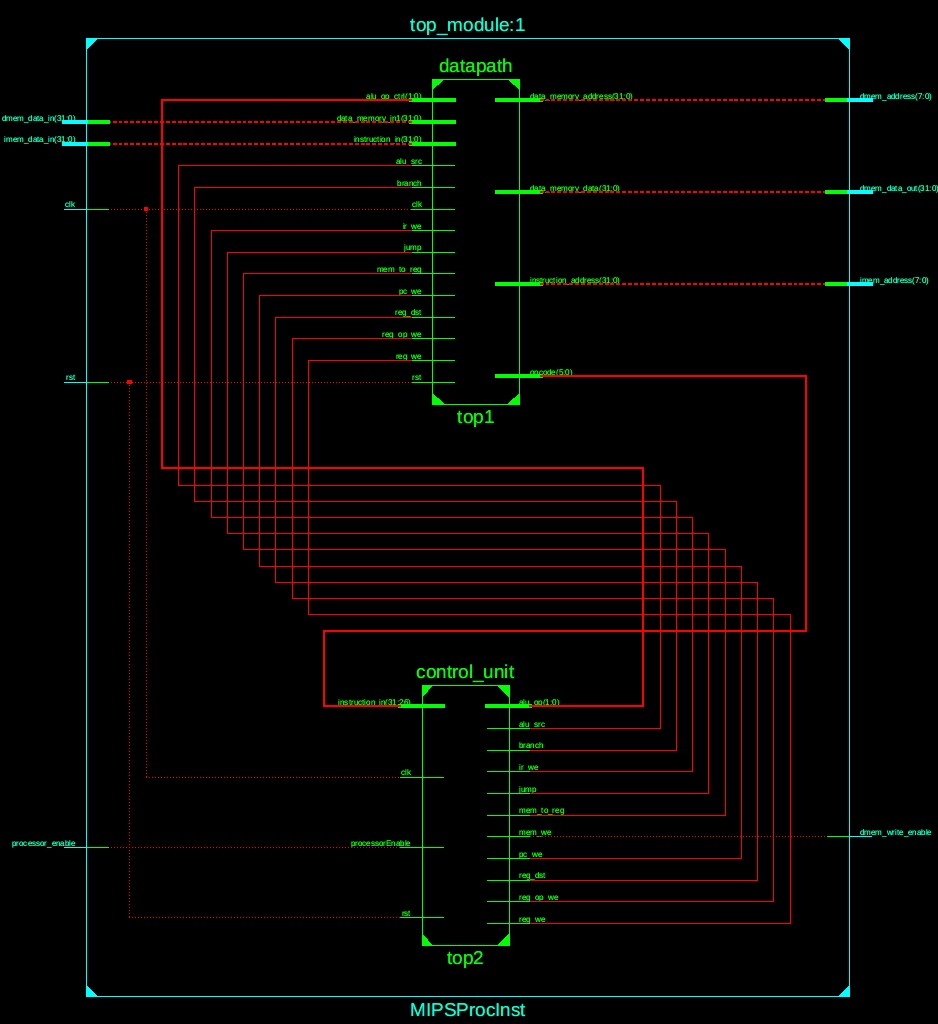 top_module:1
datapath
alu_op_ctrl(1:0)
data_memory_address(31:0)
dmem_address(7:0)
dmem_data_in(31:0)
data_memory_in1(31:0)
imem_data_in(31:0)
instruction_in(31:0)
alu_src
branch
data_memory_data(31:0)
dmem_data_out(31:0)
clk
clk
ir_we
jump
mem_to_reg
instruction_address(31:0)
imem_address(7:0)
pc_we
reg_dst
reg_op_we
reg_we
opcode(5:0)
rst
rst
top1
control_unit
instruction_in(31:26)
alu_op(1:0)
alu_src
branch
clk
ir_we
jump
mem_to_reg
mem_we
dmem_write_enable
processor_enable
processorEnable
pc_we
reg_dst
reg_op_we
rst
reg_we
top2
MIPSProcInst